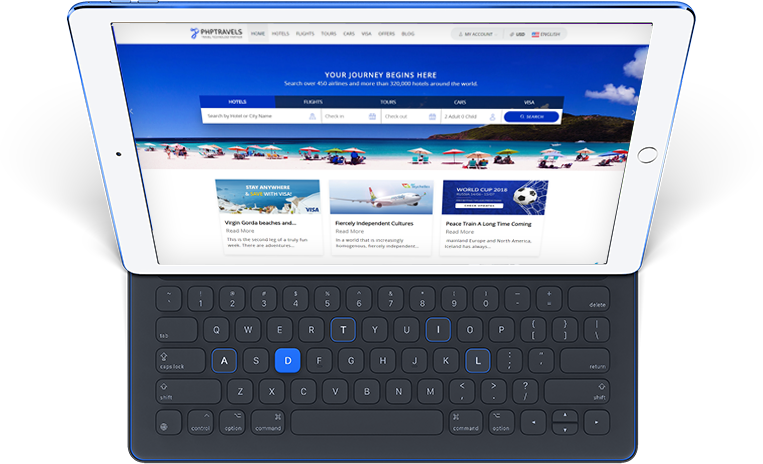 PHPTRAVELS
HOME HOTELS FLIGHTS TOURS CARS VISA OFFERS BLOG MY ACCOUNT USD ENGLISH
YOUR JOURNEY BEGINS HERE
Search over 450 airlines and more than 320,000 hotels around the world.
HOTELS FLIGHTS TOURS CARS VISA
Search by Hotel or City Name Check in Check out 2 Adult 0 Child SEARCH
STAY ANYWHERE
& SAVE WITH VISA!
VISA
WORLD CUP 2018
Virgin Gorda beaches and...
Read More
This is the second leg of a truly fun
week. There are adventures...
Fiercely Independent Cultures
Read More
In a world that is increasingly
homogenous, fiercely independent...
Peace Train A Long Time Coming
Read More
mainland Europe and North America,
Iceland has always...
~ ! @ # $ % ^ & * ( ) — +
` 1 2 3 4 5 6 7 8 9 0 - = delete
tab Q W E R T Y U I O P { [ } ] | \
caps lock A S D F G H J K L : ; " ' return
shift Z X C V B N M < , > . ? / shift
control option command command option